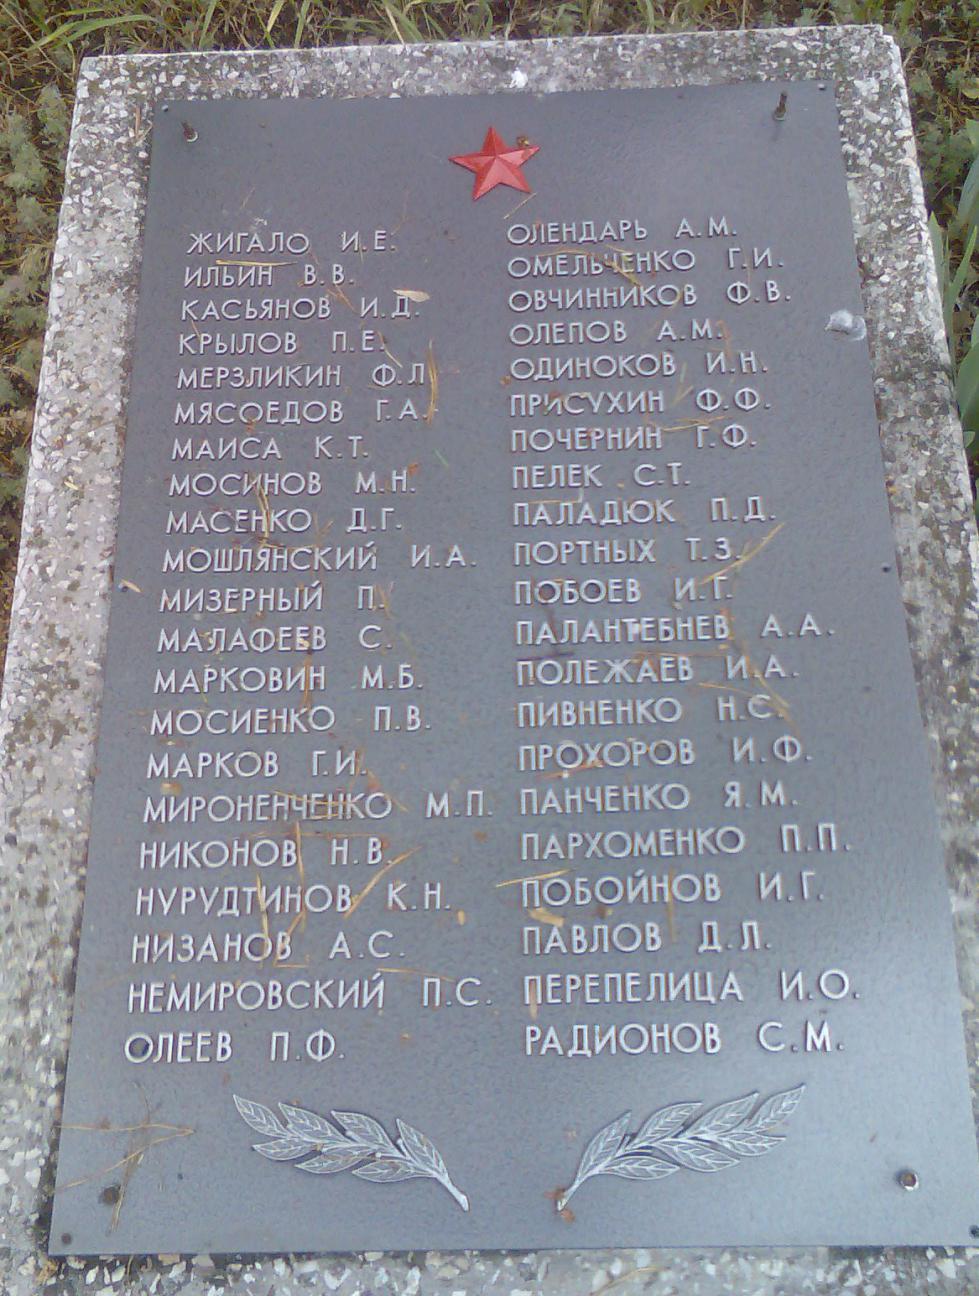 ЖИГАЛО И.Е.
ИЛЬИН В.В.
КАСЬЯНОВ И.Д.
КРЫЛОВ П.Е.
МЕРЗЛИКИН Ф.Л.
МЯСОЕДОВ Г.А.
МАИСА К.Т.
МОСИНОВ М.Н.
МАСЕНКО Д.Г.
МОШЛЯНСКИЙ И.А.
МИЗЕРНЫЙ П.
МАЛАФЕЕВ С.
МАРКОВИН М.Б.
МОСИЕНКО П.В.
МАРКОВ Г.И.
МИРОНЕНЧЕНКО М.П.
НИКОНОВ Н.В.
НУРУДТИНОВ К.Н.
НИЗАНОВ А.С.
НЕМИРОВСКИЙ П.С.
ОЛЕЕВ П.Ф.
ОЛЕНДАРЬ А.М.
ОМЕЛЬЧЕНКО Г.И.
ОВЧИННИКОВ Ф.В.
ОЛЕПОВ А.М.
ОДИНОКОВ И.Н.
ПРИСУХИН Ф.Ф.
ПОЧЕРНИН Г.Ф.
ПЕЛЕК С.Т.
ПАЛАДЮК П.Д.
ПОРТНЫХ Т.З.
ПОБОЕВ И.Г.
ПАЛАНТЕБНЕВ А.А.
ПОЛЕЖАЕВ И.А.
ПИВНЕНКО Н.С.
ПРОХОРОВ И.Ф.
ПАНЧЕНКО Я.М.
ПАРХОМЕНКО П.П.
ПОБОЙНОВ И.Г.
ПАВЛОВ Д.Л.
ПЕРЕПЕЛИЦА И.О.
РАДИОНОВ С.М.